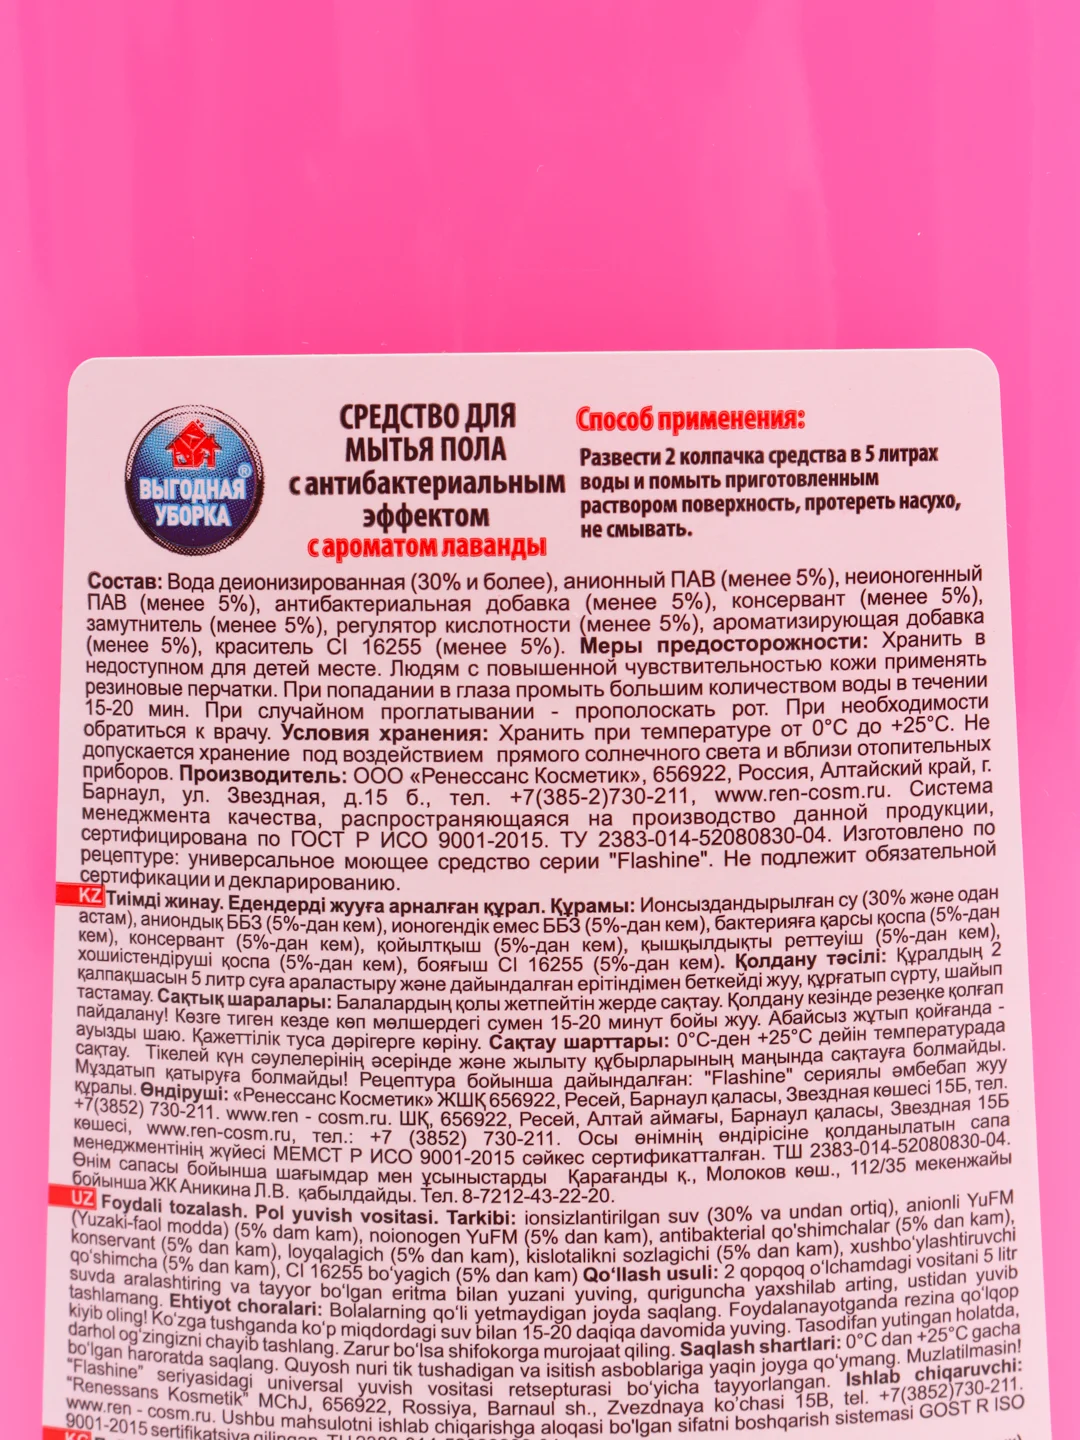 ВЫГОДНАЯ®
УБОРКА
СРЕДСТВО ДЛЯ
МЫТЬЯ ПОЛА
с антибактериальным
эффектом
с ароматом лаванды
Способ применения:
Развести 2 колпачка средства в 5 литрах
воды и помыть приготовленным
раствором поверхность, протереть насухо,
не смывать.
Состав: Вода деионизированная (30% и более), анионный ПАВ (менее 5%), неионогенный
ПАВ (менее 5%), антибактериальная добавка (менее 5%), консервант (менее 5%),
замутнитель (менее 5%), регулятор кислотности (менее 5%), ароматизирующая добавка
(менее 5%), краситель CI 16255 (менее 5%). Меры предосторожности: Хранить в
недоступном для детей месте. Людям с повышенной чувствительностью кожи применять
резиновые перчатки. При попадании в глаза промыть большим количеством воды в течении
15-20 мин. При случайном проглатывании - прополоскать рот. При необходимости
обратиться к врачу. Условия хранения: Хранить при температуре от 0°С до +25°С. Не
допускается хранение под воздействием прямого солнечного света и вблизи отопительных
приборов. Производитель: ООО «Ренессанс Косметик», 656922, Россия, Алтайский край, г.
Барнаул, ул. Звездная, д.15 б., тел. +7(385-2)730-211, www.ren-cosm.ru. Система
менеджмента качества, распространяющаяся на производство данной продукции,
сертифицирована по ГОСТ Р ИСО 9001-2015. ТУ 2383-014-52080830-04. Изготовлено по
рецептуре: универсальное моющее средство серии "Flashine". Не подлежит обязательной
сертификации и декларированию.
KZ Тиімді жинау. Едендерді жууға арналған құрал. Құрамы: Ионсыздандырылған су (30% және одан
астам), аниондық ББЗ (5%-дан кем), ионогендік емес ББЗ (5%-дан кем), бактерияға қарсы қоспа (5%-дан
кем), консервант (5%-дан кем), қойылтқыш (5%-дан кем), қышқылдықты реттеуіш (5%-дан кем),
хошиістендіруші қоспа (5%-дан кем), бояғыш CI 16255 (5%-дан кем). Қолдану тәсілі: Құралдың 2
қалпақшасын 5 литр суға араластыру және дайындалған ерітіндімен беткейді жуу, құрғатып сүрту, шайып
тастамау. Сақтық шаралары: Балалардың қолы жетпейтін жерде сақтау. Қолдану кезінде резеңке қолғап
пайдалану! Көзге тиген кезде көп мөлшердегі сумен 15-20 минут бойы жуу. Абайсыз жұтып қойғанда -
ауызды шаю. Қажеттілік туса дәрігерге көріну. Сақтау шарттары: 0°С-ден +25°С дейін температурада
сақтау. Тікелей күн сәулелерінің әсерінде және жылыту құбырларының маңында сақтауға болмайды.
Мұздатып қатыруға болмайды! Рецептура бойынша дайындалған: "Flashine" сериялы әмбебап жуу
құралы. Өндіруші: «Ренессанс Косметик» ЖШҚ 656922, Ресей, Барнаул қаласы, Звездная көшесі 15Б, тел.
+7(3852) 730-211. www.ren - cosm.ru. ШҚ, 656922, Ресей, Алтай аймағы, Барнаул қаласы, Звездная 15Б
көшесі, www.ren-cosm.ru, тел.: +7 (3852) 730-211. Осы өнімнің өндірісіне қолданылатын сапа
менеджментінің жүйесі МЕМСТ Р ИСО 9001-2015 сәйкес сертификатталған. ТШ 2383-014-52080830-04.
Өнім сапасы бойынша шағымдар мен ұсыныстарды Қарағанды қ., Молоков көш., 112/35 мекенжайы
бойынша ЖК Аникина Л.В. қабылдайды. Тел. 8-7212-43-22-20.
UZ Foydali tozalash. Pol yuvish vositasi. Tarkibi: ionsizlantirilgan suv (30% va undan ortiq), anionli YuFM
(Yuzaki-faol modda) (5% dam kam), noionogen YuFM (5% dan kam), antibakterial qo'shimchalar (5% dan kam),
konservant (5% dan kam), loyqalagich (5% dan kam), kislotalikni sozlagichi (5% dan kam), xushbo'ylashtiruvchi
qo'shimcha (5% dan kam), CI 16255 bo'yagich (5% dan kam) Qo'llash usuli: 2 qopqoq o'lchamdagi vositani 5 litr
suvda aralashtiring va tayyor bo'lgan eritma bilan yuzani yuving, quriguncha yaxshilab arting, ustidan yuvib
tashlamang. Ehtiyot choralari: Bolalarning qo'li yetmaydigan joyda saqlang. Foydalanayotganda rezina qo'lqop
kiyib oling! Ko'zga tushganda ko'p miqdordagi suv bilan 15-20 daqiqa davomida yuving. Tasodifan yutingan holatda,
darhol og'zingizni chayib tashlang. Zarur bo'lsa shifokorga murojaat qiling. Saqlash shartlari: 0°C dan +25°C gacha
bo'lgan haroratda saqlang. Quyosh nuri tik tushadigan va isitish asboblariga yaqin joyga qo'ymang. Muzlatilmasin!
"Flashine" seriyasidagi universal yuvish vositasi retsepturasi bo'yicha tayyorlangan. Ishlab chiqaruvchi:
"Renessans Kosmetik" MChJ, 656922, Rossiya, Barnaul sh., Zvezdnaya ko'chasi 15B, tel. +7(3852)730-211.
www.ren - cosm.ru. Ushbu mahsulotni ishlab chiqarishga aloqasi bo'lgan sifatni boshqarish sistemasi GOST R ISO
9001-2015 sertifikatsiya qilingan.
KG